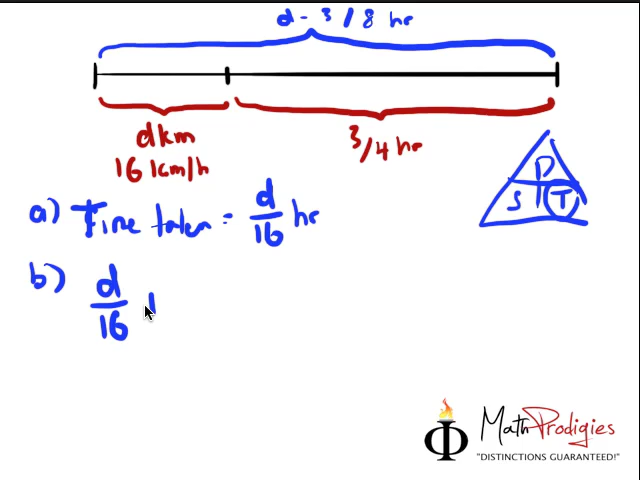 d - 3/8 hr
d km
16 km/h
3/4 hr
D
S T
a) Time taken = d/16 hr
b) d/16
Φ MathProdigies
"DISTINCTIONS GUARANTEED!"